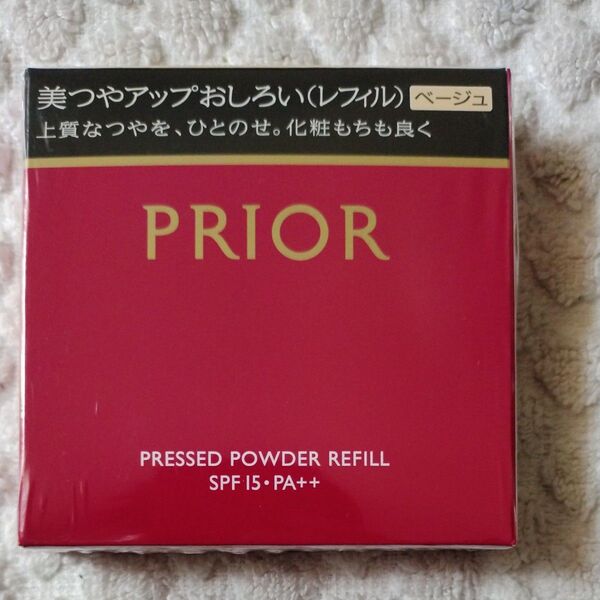 美つやアップおしろい(レフィル) ベージュ
上質なつやを、ひとのせ。化粧もちも良く
PRIOR
PRESSED POWDER REFILL
SPF 15・PA++